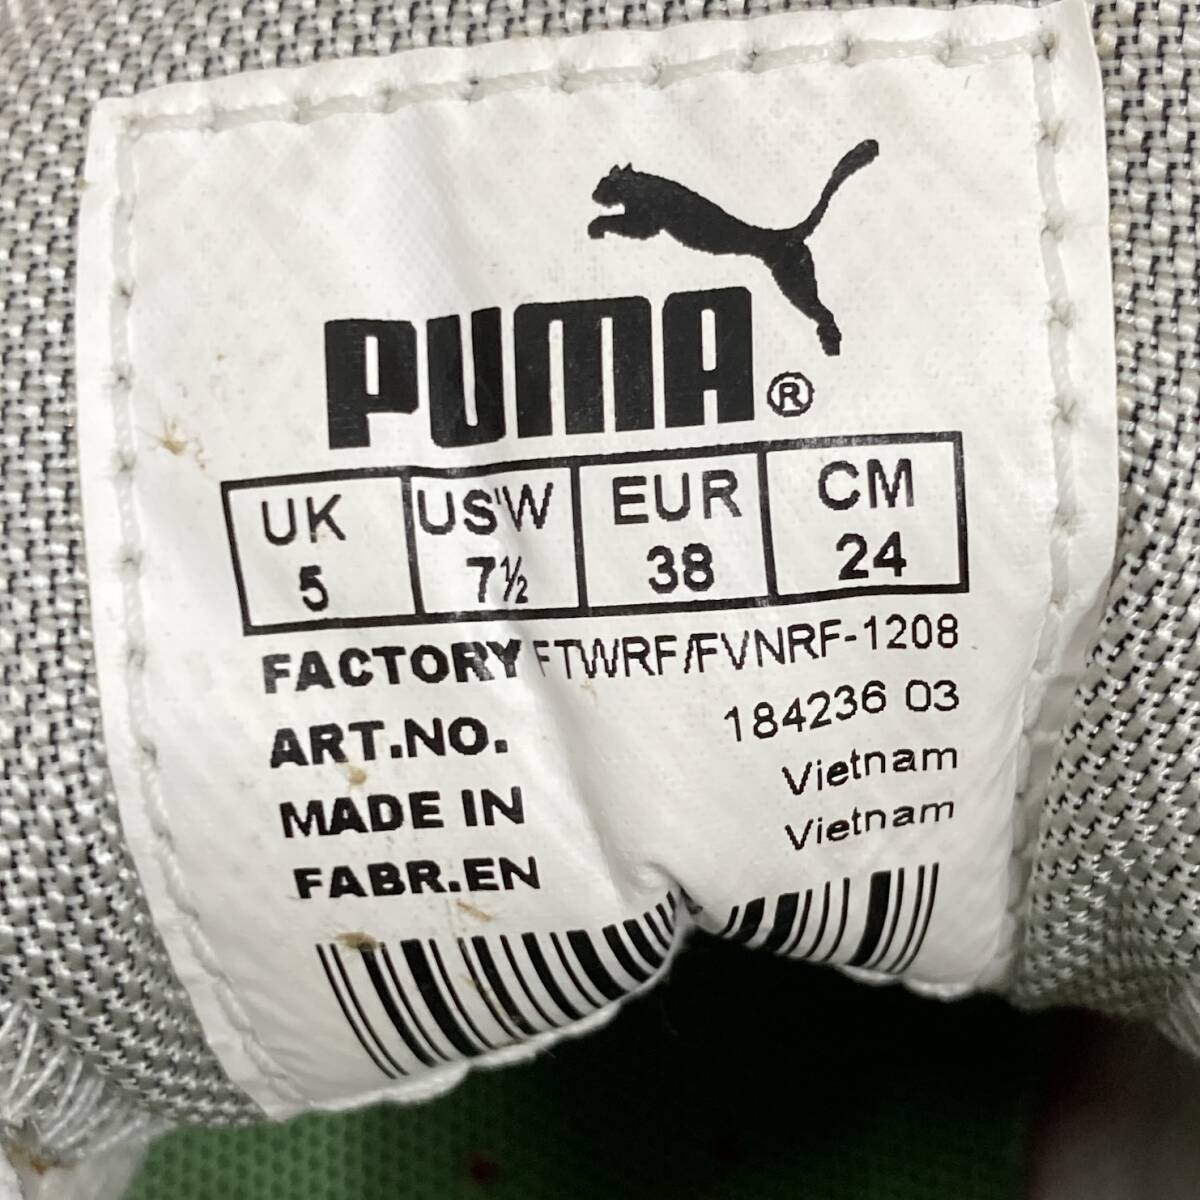 PUMA®
UK US'W EUR CM
5 7½ 38 24
FACTORY FTWRF/FVNRF-1208
ART.NO. 184236 03
MADE IN Vietnam
FABR.EN Vietnam